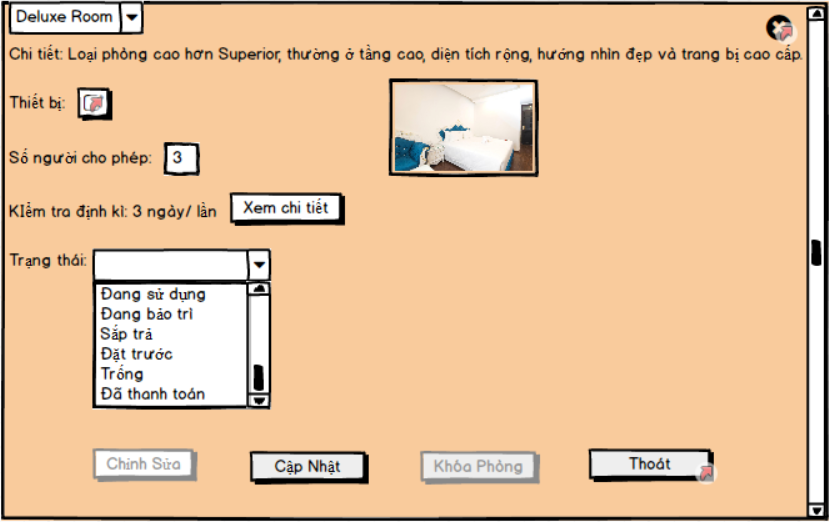 Deluxe Room
Chi tiết: Loại phòng cao hơn Superior, thường ở tầng cao, diện tích rộng, hướng nhìn đẹp và trang bị cao cấp.
Thiết bị:
Số người cho phép: 3
KIểm tra định kì: 3 ngày/ lần Xem chi tiết
Trạng thái:
Đang sử dụng
Đang bảo trì
Sắp trả
Đặt trước
Trống
Đã thanh toán
Chỉnh Sửa Cập Nhật Khóa Phòng Thoát